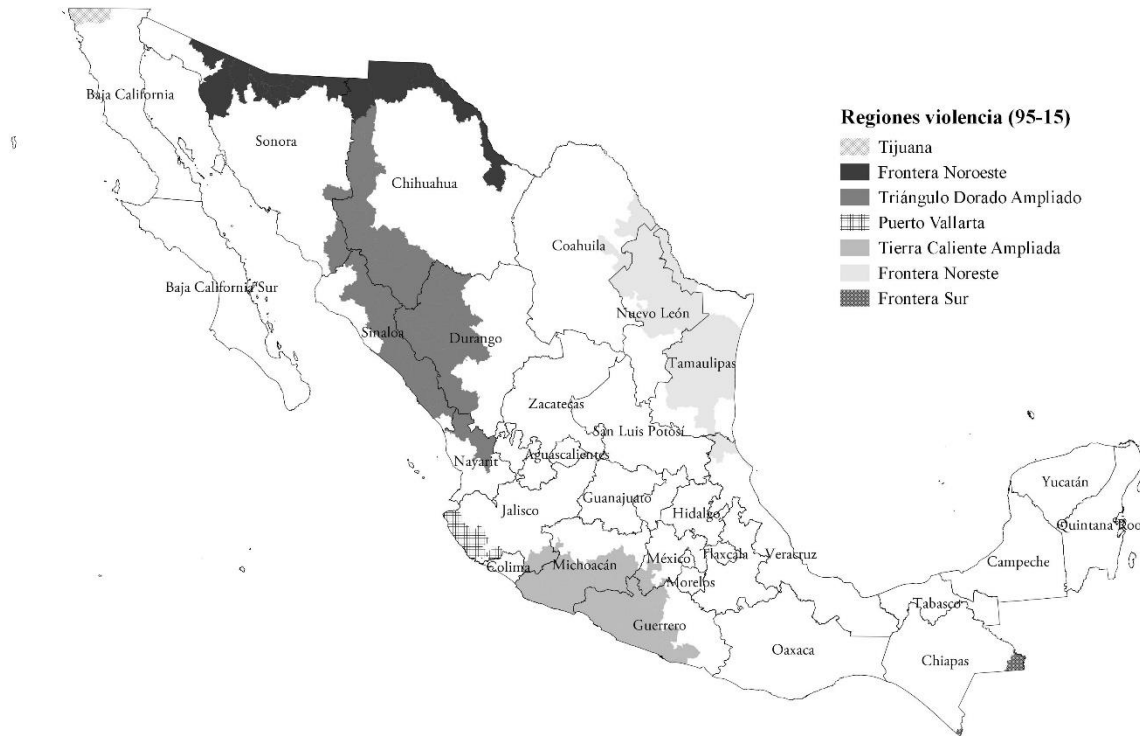 Baja California
Sonora
Chihuahua
Coahuila
Baja California Sur
Sinaloa
Durango
Nuevo León
Tamaulipas
Zacatecas
San Luis Potosí
Nayarit
Aguascalientes
Jalisco
Guanajuato
Hidalgo
Colima
Michoacán
México
Tlaxcala
Veracruz
Morelos
Guerrero
Oaxaca
Yucatán
Quintana Roo
Campeche
Tabasco
Chiapas
Regiones violencia (95-15)
Tijuana
Frontera Noroeste
Triángulo Dorado Ampliado
Puerto Vallarta
Tierra Caliente Ampliada
Frontera Noreste
Frontera Sur